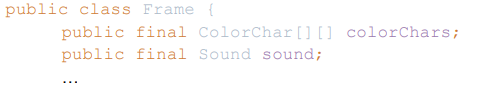 public class Frame {
public final ColorChar[][] colorChars;
public final Sound sound;
...